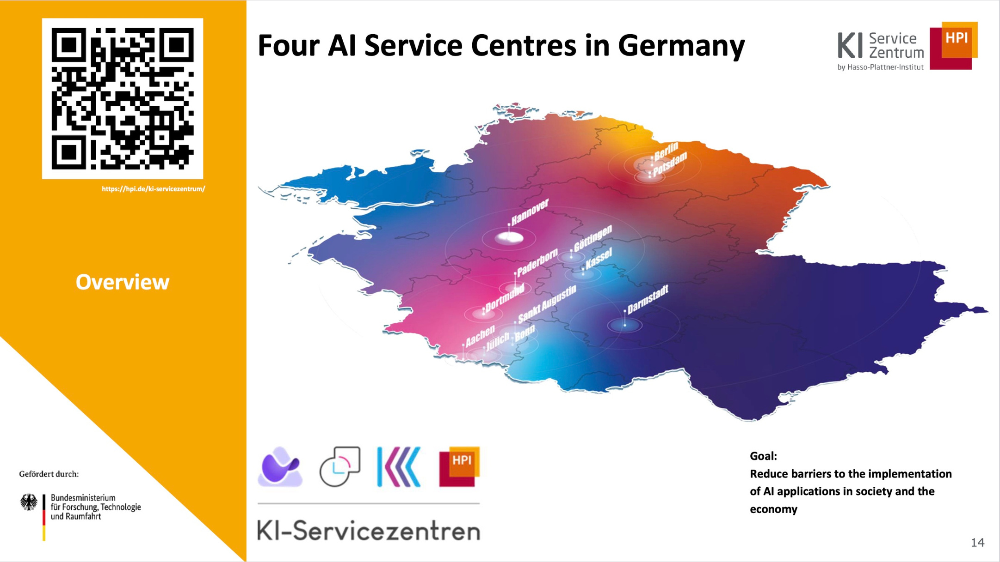 Four AI Service Centres in Germany
KI Service
Zentrum
by Hasso-Plattner-Institut
HPI
https://hpi.de/ki-servicezentrum/
Overview
Berlin
Potsdam
Hannover
Göttingen
Kassel
Paderborn
Dortmund
Sankt Augustin
Darmstadt
Aachen
Jülich
Bonn
Gefördert durch:
Bundesministerium
für Forschung, Technologie
und Raumfahrt
HPI
KI-Servicezentren
Goal:
Reduce barriers to the implementation
of AI applications in society and the
economy
14